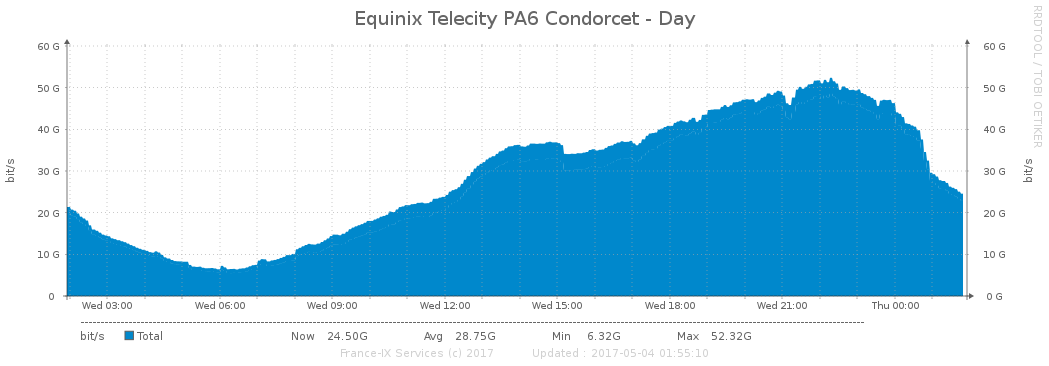 Equinix Telecity PA6 Condorcet - Day
RRDTOOL / TOBI OETIKER
60 G 60 G
50 G 50 G
40 G 40 G
30 G 30 G
20 G 20 G
10 G 10 G
0 0 G
bit/s bit/s
Wed 03:00 Wed 06:00 Wed 09:00 Wed 12:00 Wed 15:00 Wed 18:00 Wed 21:00 Thu 00:00
bit/s Total Now 24.50G Avg 28.75G Min 6.32G Max 52.32G
France-IX Services (c) 2017 Updated : 2017-05-04 01:55:10